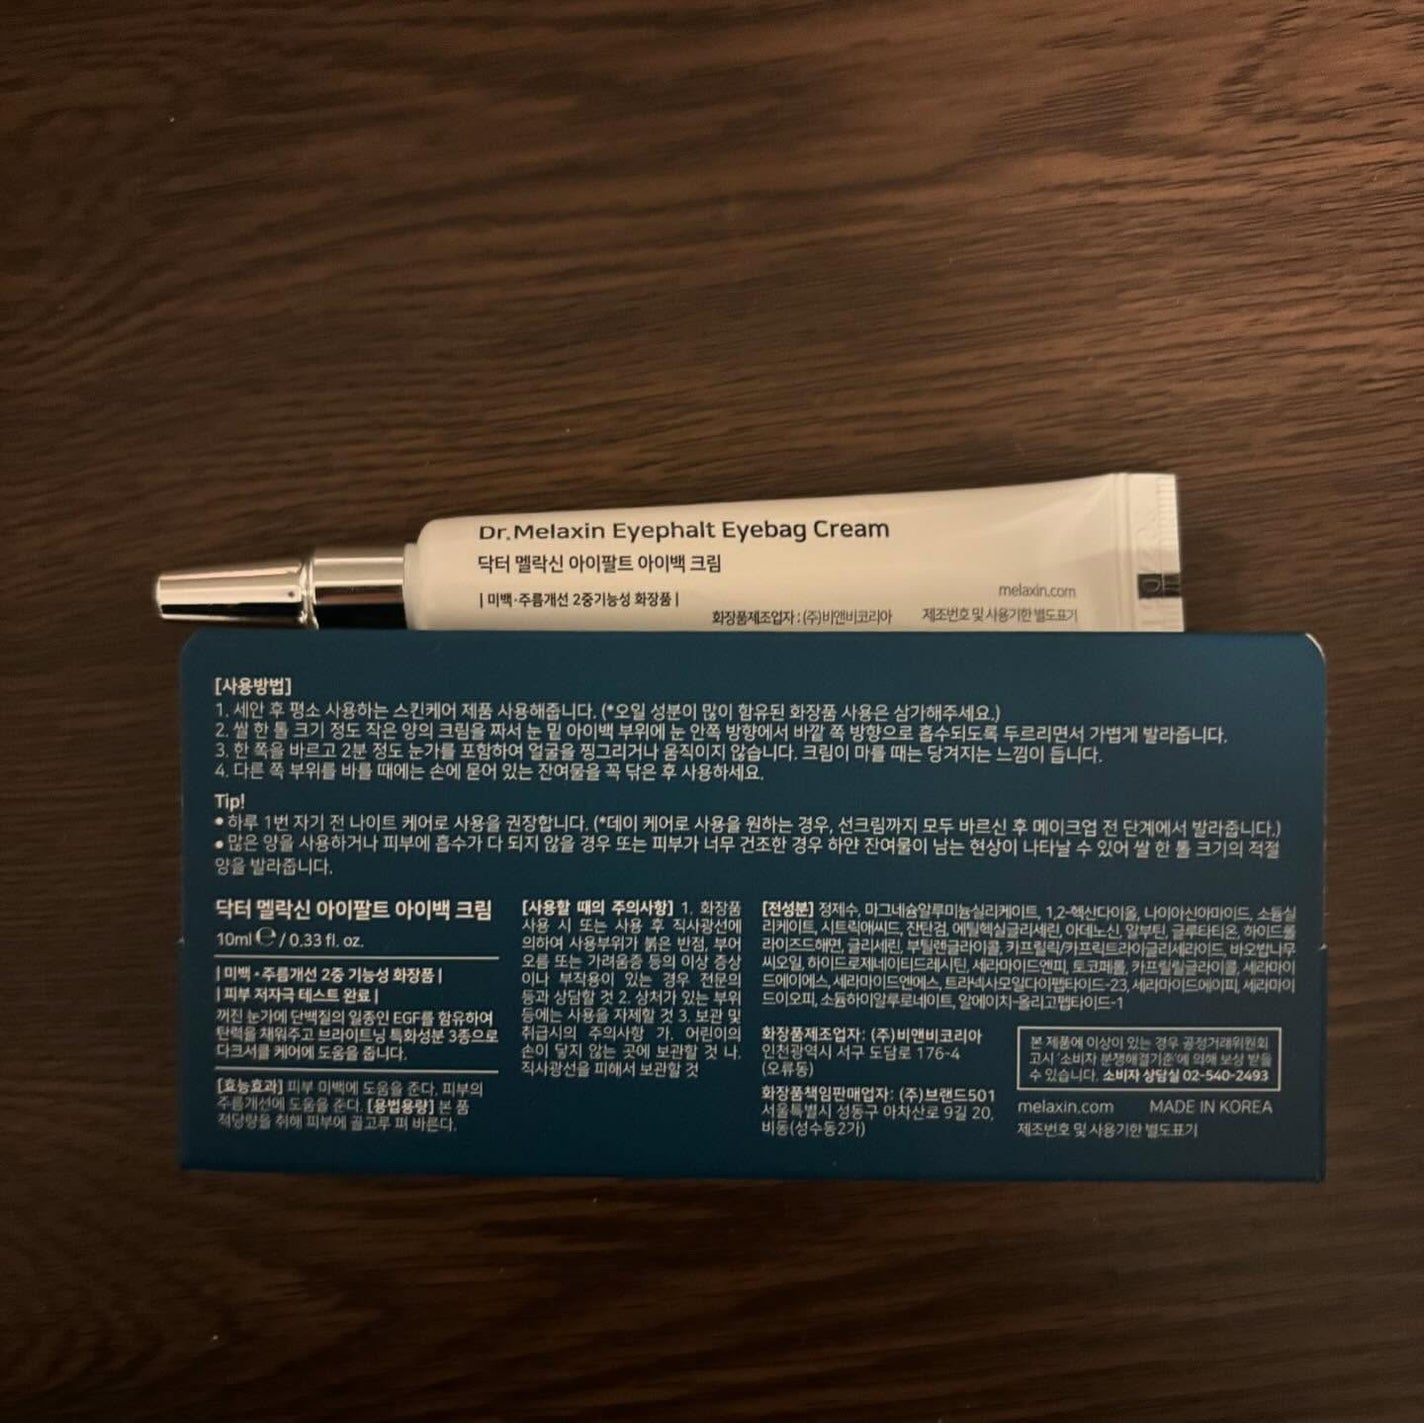 Dr.Melaxin Eyephalt Eyebag Cream
닥터 멜락신 아이팔트 아이백 크림
| 미백·주름개선 2중기능성 화장품 |
melaxin.com
화장품제조업자 : (주)비앤비코리아
제조번호 및 사용기한 별도표기
[사용방법]
1. 세안 후 평소 사용하는 스킨케어 제품 사용해줍니다. (*오일 성분이 많이 함유된 화장품 사용은 삼가해주세요.)
2. 쌀 한 톨 크기 정도 작은 양의 크림을 짜서 눈 밑 아이백 부위에 눈 안쪽 방향에서 바깥 쪽 방향으로 흡수되도록 두르리면서 가볍게 발라줍니다.
3. 한 쪽을 바르고 2분 정도 눈가를 포함하여 얼굴을 찡그리거나 움직이지 않습니다. 크림이 마를 때는 당겨지는 느낌이 듭니다.
4. 다른 쪽 부위를 바를 때에는 손에 묻어 있는 잔여물을 꼭 닦은 후 사용하세요.
Tip!
• 하루 1번 자기 전 나이트 케어로 사용을 권장합니다. (*데이 케어로 사용을 원하는 경우, 선크림까지 모두 바르신 후 메이크업 전 단계에서 발라줍니다.)
• 많은 양을 사용하거나 피부에 흡수가 다 되지 않을 경우 또는 피부가 너무 건조한 경우 하얀 잔여물이 남는 현상이 나타날 수 있어 쌀 한 톨 크기의 적절
양을 발라줍니다.
닥터 멜락신 아이팔트 아이백 크림
10ml ℮ / 0.33 fl. oz.
| 미백 • 주름개선 2중 기능성 화장품 |
| 피부 저자극 테스트 완료 |
꺼진 눈가에 단백질의 일종인 EGF를 함유하여
탄력을 채워주고 브라이트닝 특화성분 3종으로
다크서클 케어에 도움을 줍니다.
[효능효과] 피부 미백에 도움을 준다. 피부의
주름개선에 도움을 준다. [용법용량] 본 품
적당량을 취해 피부에 골고루 펴 바른다.
[사용할 때의 주의사항] 1. 화장품
사용 시 또는 사용 후 직사광선에
의하여 사용부위가 붉은 반점, 부어
오름 또는 가려움증 등의 이상 증상
이나 부작용이 있는 경우 전문의
등과 상담할 것 2. 상처가 있는 부위
등에는 사용을 자제할 것 3. 보관 및
취급시의 주의사항 가. 어린이의
손이 닿지 않는 곳에 보관할 것 나.
직사광선을 피해서 보관할 것
[전성분] 정제수, 마그네슘알루미늄실리케이트, 1,2-헥산다이올, 나이아신아마이드, 소듐실
리케이트, 시트릭애씨드, 잔탄검, 에틸헥실글리세린, 아데노신, 알부틴, 글루타티온, 하이드롤
라이즈드해면, 글리세린, 부틸렌글라이콜, 카프릴릭/카프릭트라이글리세라이드, 바오밥나무
씨오일, 하이드로제네이티드레시틴, 세라마이드엔피, 토코페롤, 카프릴릴글라이콜, 세라마이
드에이에스, 세라마이드엔에스, 트라넥사모일다이펩타이드-23, 세라마이드에이피, 세라마이
드이오피, 소듐하이알루로네이트, 알에이치-올리고펩타이드-1
화장품제조업자: (주)비앤비코리아
인천광역시 서구 도담로 176-4
(오류동)
화장품책임판매업자: (주)브랜드501
서울특별시 성동구 아차산로 9길 20,
비동(성수동2가)
본 제품에 이상이 있는 경우 공정거래위원회
고시 '소비자 분쟁해결기준'에 의해 보상 받을
수 있습니다. 소비자 상담실 02-540-2493
melaxin.com MADE IN KOREA
제조번호 및 사용기한 별도표기